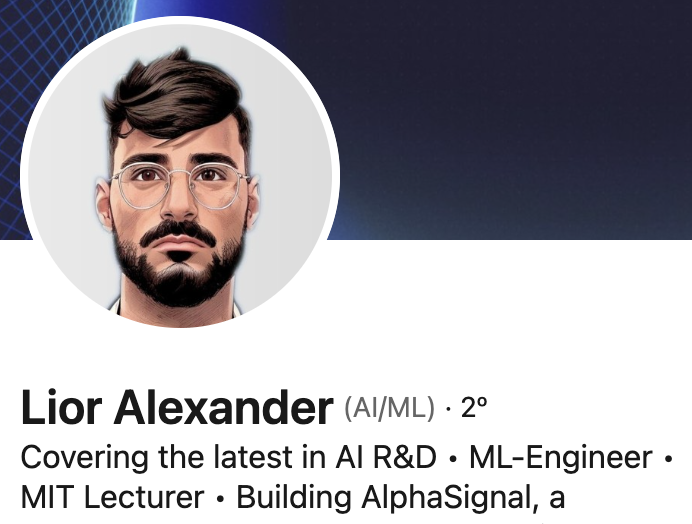 Lior Alexander (AI/ML) · 2º
Covering the latest in AI R&D • ML-Engineer •
MIT Lecturer • Building AlphaSignal, a